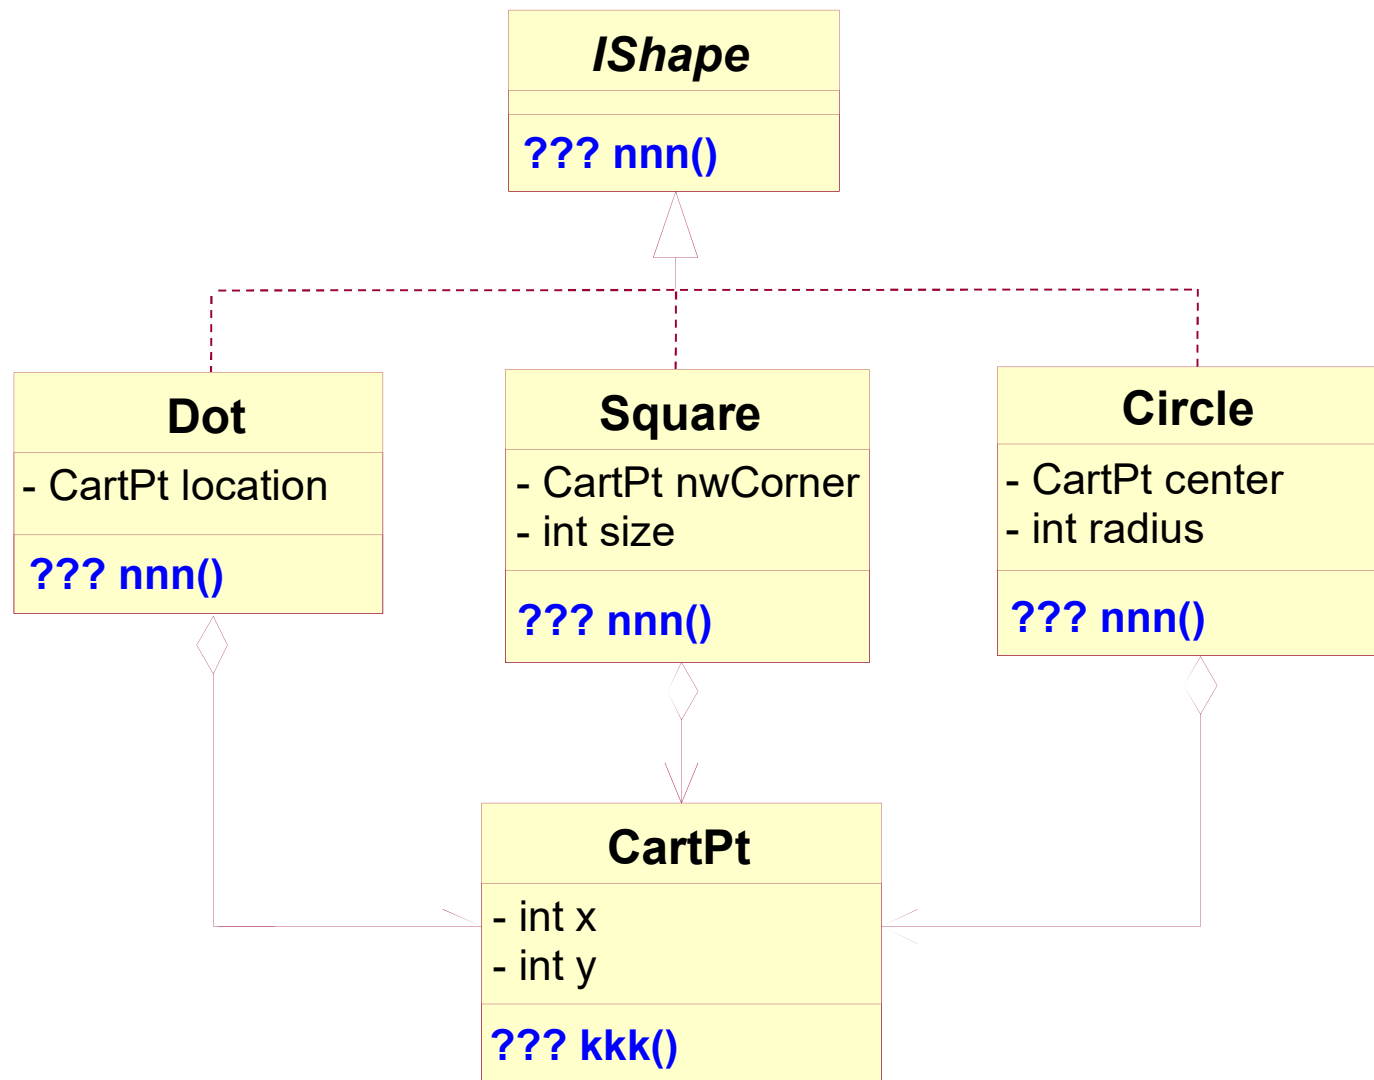 IShape
??? nnn()
Dot
- CartPt location
??? nnn()
Square
- CartPt nwCorner
- int size
??? nnn()
Circle
- CartPt center
- int radius
??? nnn()
CartPt
- int x
- int y
??? kkk()